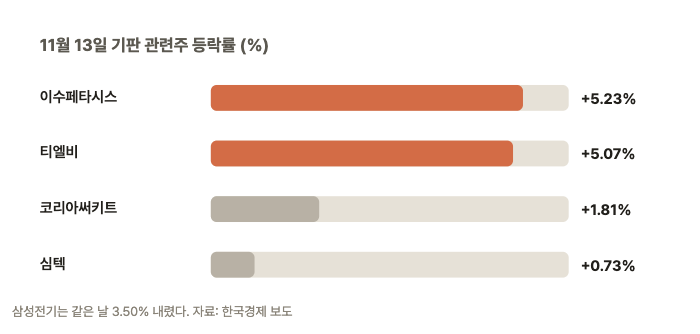 11월 13일 기판 관련주 등락률 (%)
이수페타시스 +5.23%
티엘비 +5.07%
코리아써키트 +1.81%
심텍 +0.73%
삼성전기는 같은 날 3.50% 내렸다. 자료: 한국경제 보도